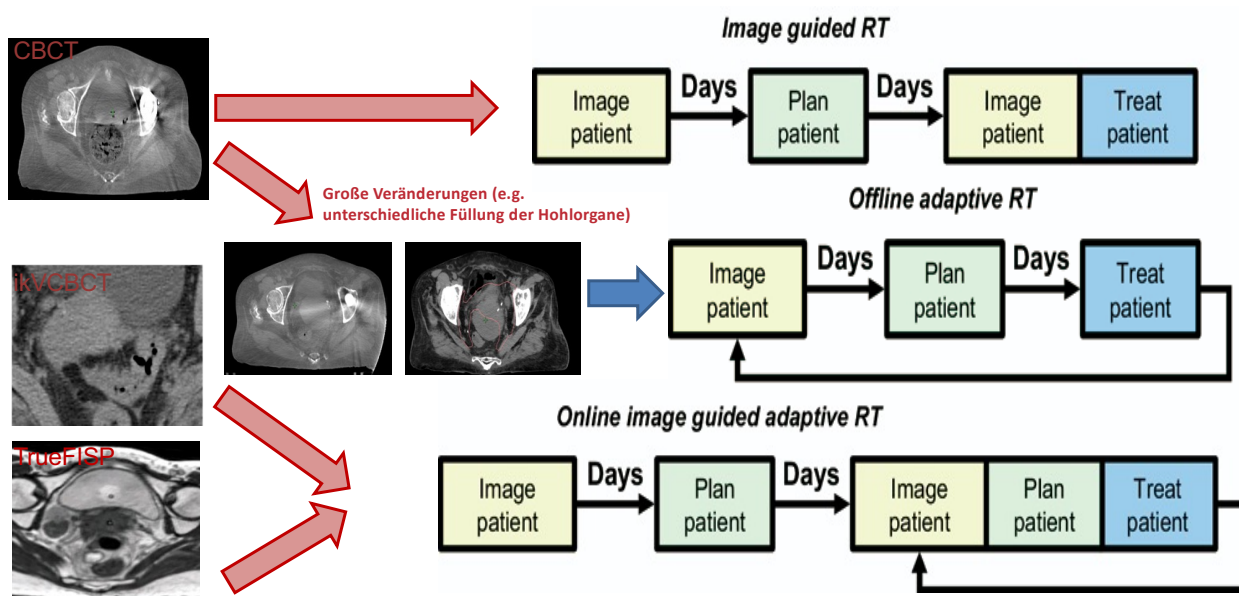 CBCT
Image guided RT
Image
patient
Days
Plan
patient
Days
Image
patient
Treat
patient
Große Veränderungen (e.g.
unterschiedliche Füllung der Hohlorgane)
Offline adaptive RT
Image
patient
Days
Plan
patient
Days
Treat
patient
ikVCBCT
TrueFISP
Online image guided adaptive RT
Image
patient
Days
Plan
patient
Days
Image
patient
Plan
patient
Treat
patient